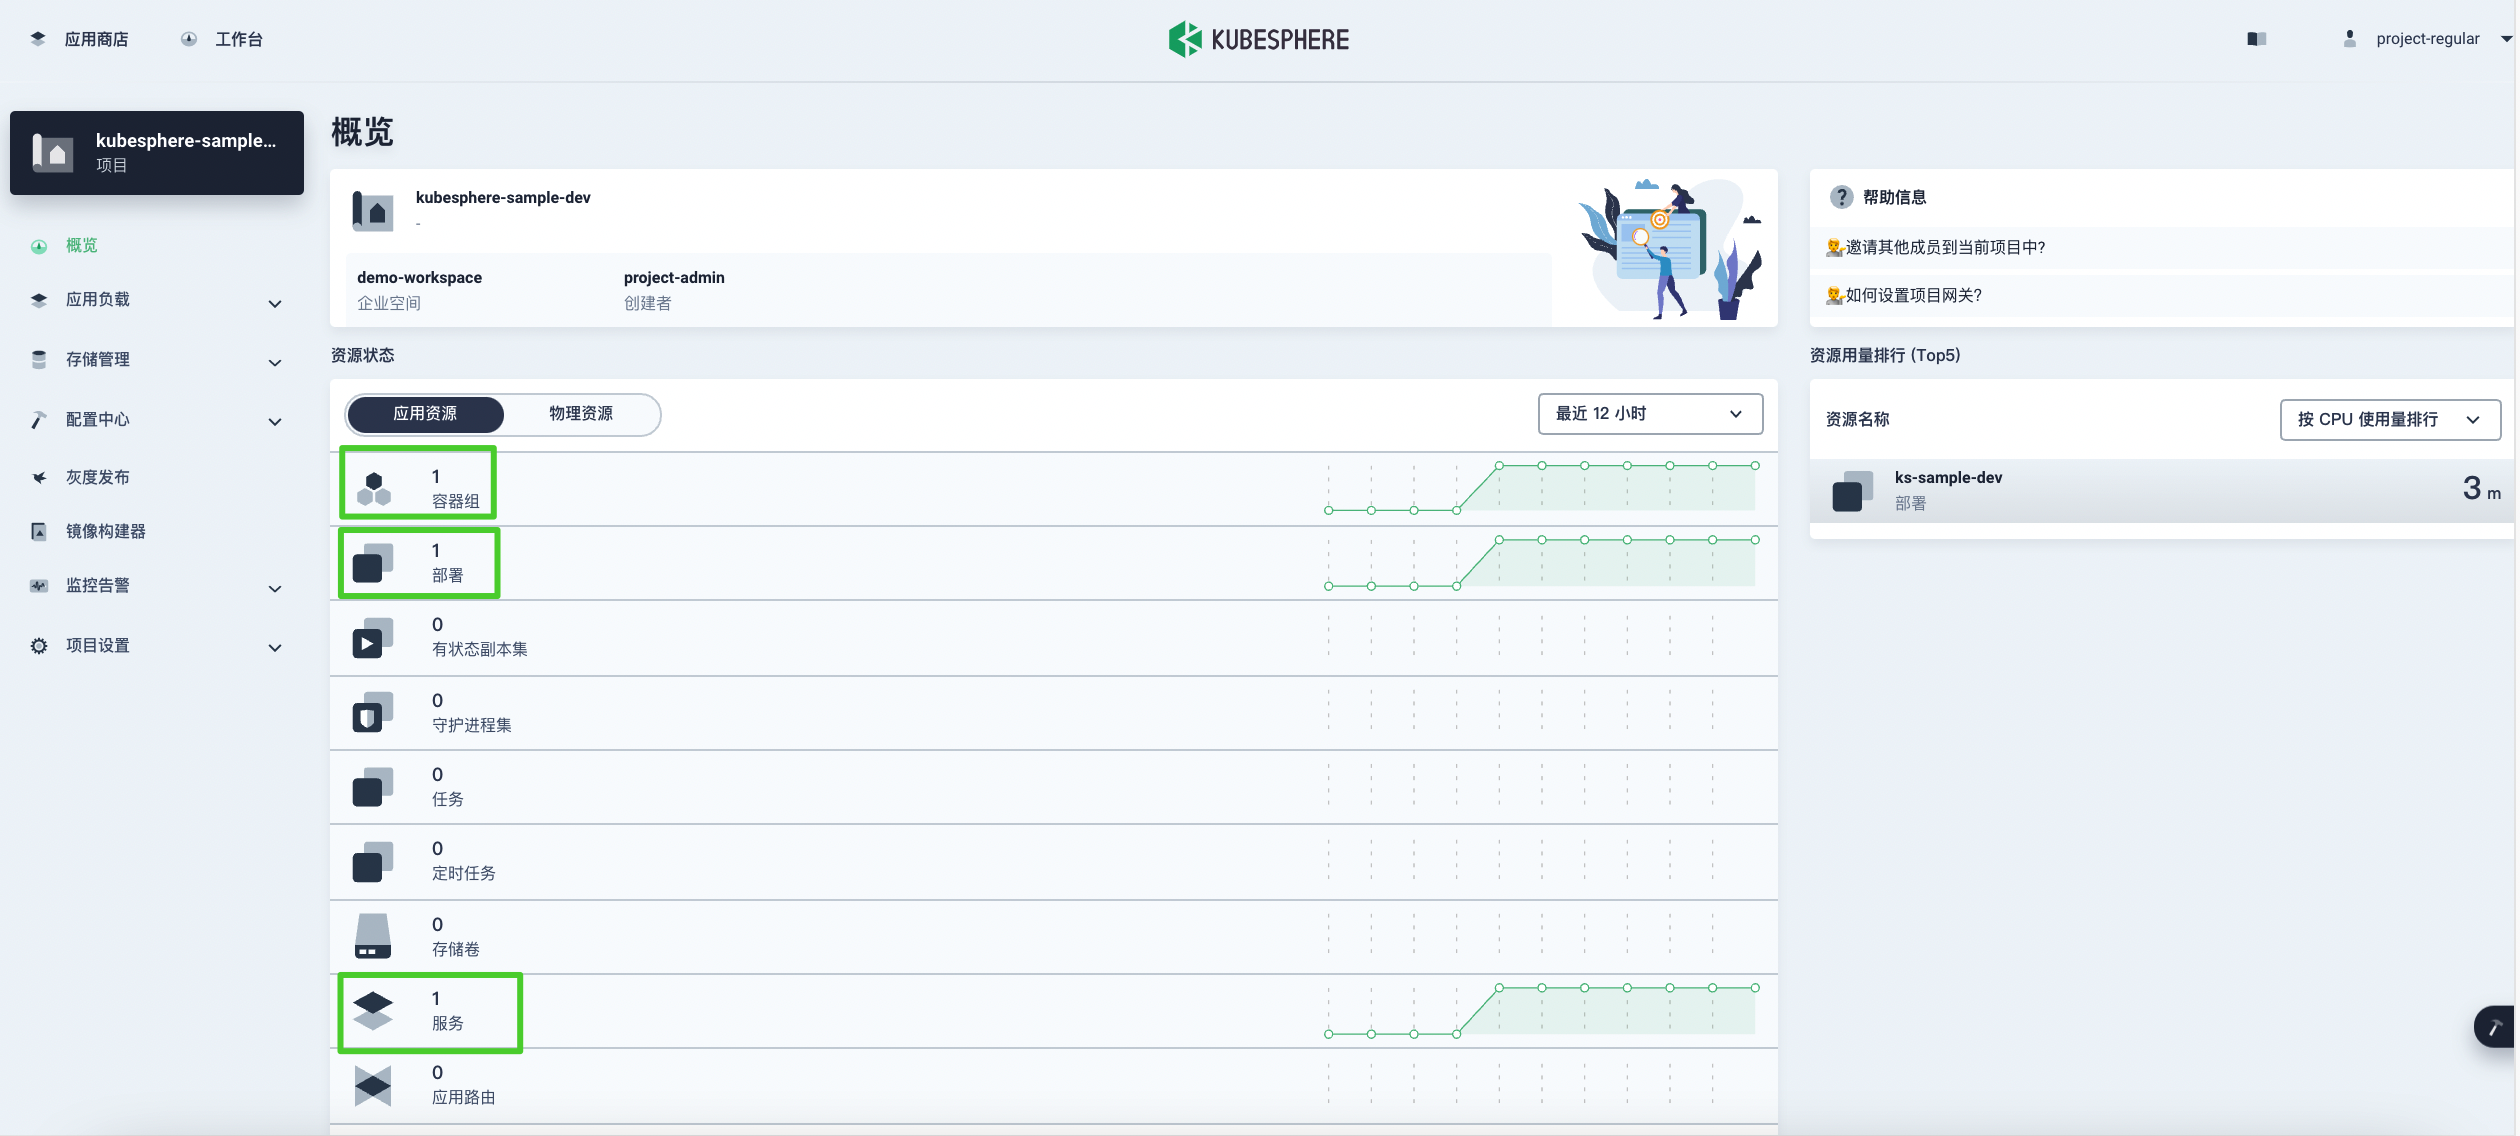 应用商店
工作台
KUBESPHERE
project-regular
kubesphere-sample...
项目
概览
应用负载
存储管理
配置中心
灰度发布
镜像构建器
监控告警
项目设置
概览
kubesphere-sample-dev
-
demo-workspace
企业空间
project-admin
创建者
帮助信息
邀请其他成员到当前项目中?
如何设置项目网关?
资源状态
应用资源
物理资源
最近 12 小时
1
容器组
1
部署
0
有状态副本集
0
守护进程集
0
任务
0
定时任务
0
存储卷
1
服务
0
应用路由
资源用量排行 (Top5)
资源名称
按 CPU 使用量排行
ks-sample-dev
部署
3 m